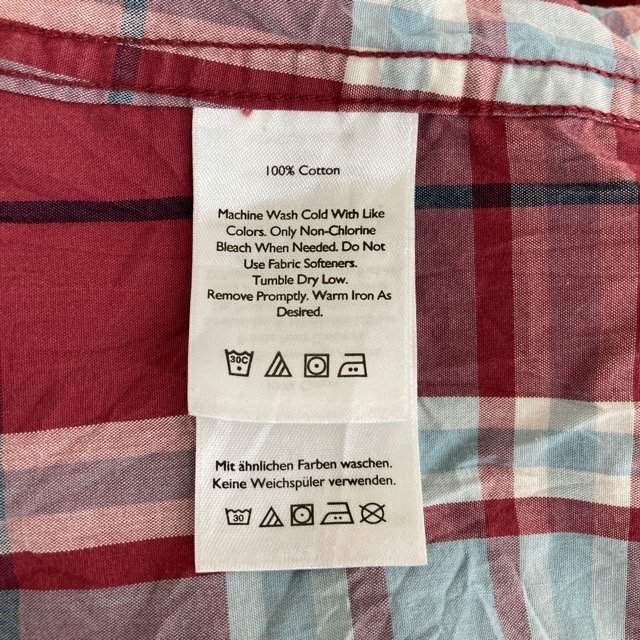 100% Cotton
Machine Wash Cold With Like
Colors. Only Non-Chlorine
Bleach When Needed. Do Not
Use Fabric Softeners.
Tumble Dry Low.
Remove Promptly. Warm Iron As
Desired.
30C
Mit ähnlichen Farben waschen.
Keine Weichspüler verwenden.
30